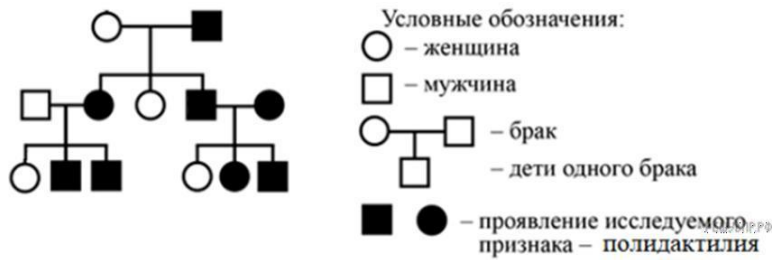 Условные обозначения:
– женщина
– мужчина
– брак
– дети одного брака
– проявление исследуемого
признака – полидактилия